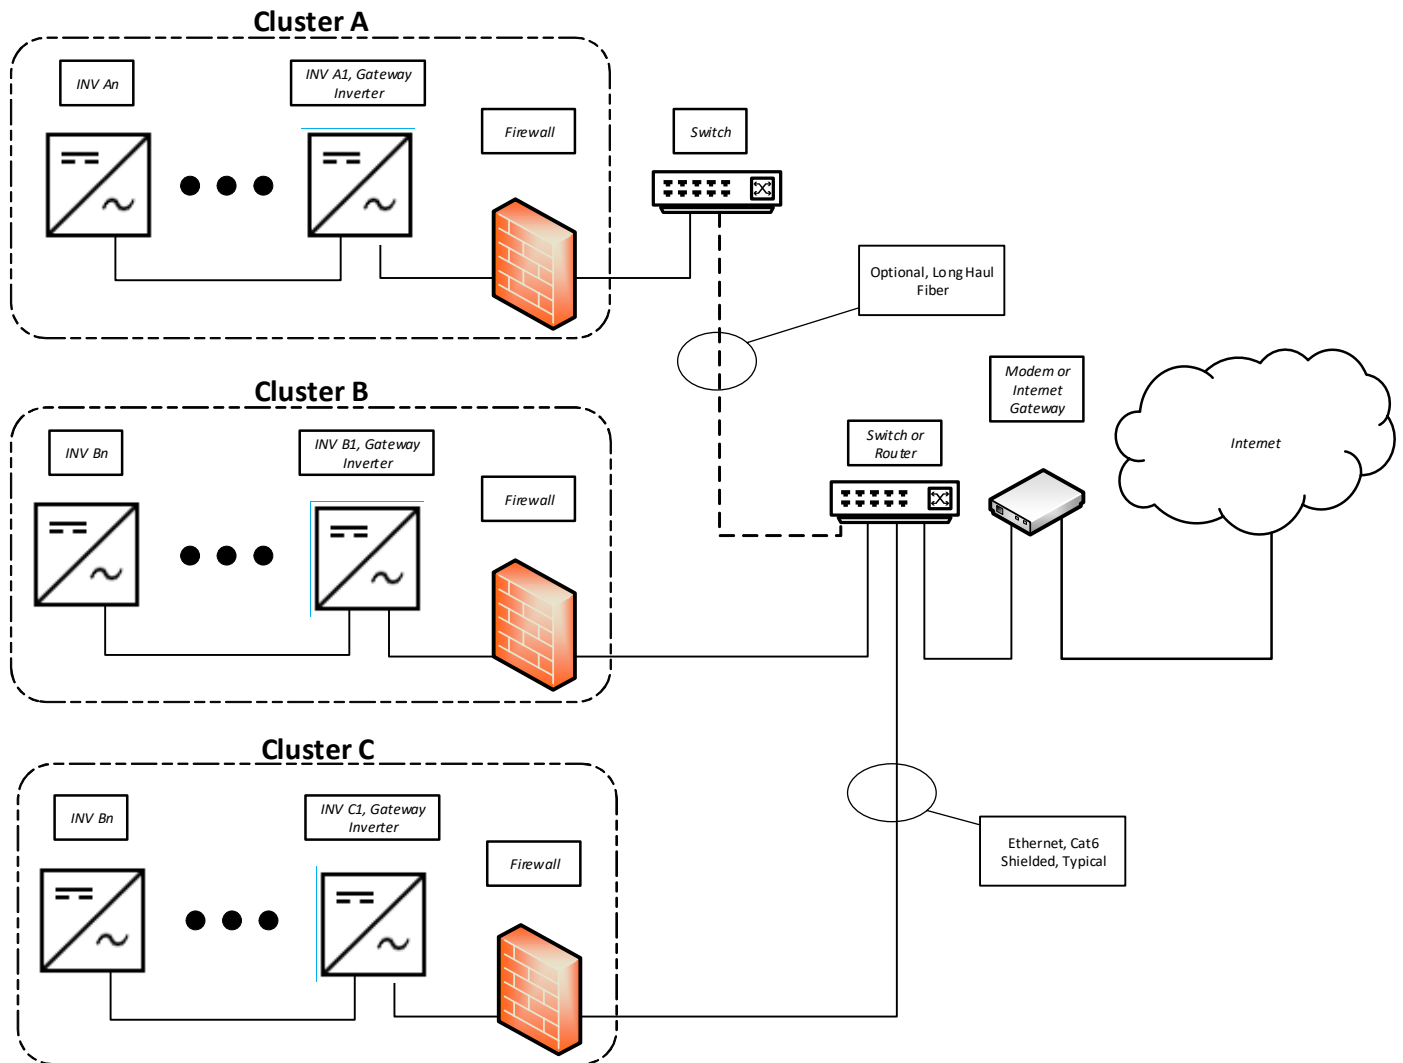 Cluster A
INV An
INV A1, Gateway
Inverter
Firewall
Switch
Optional, Long Haul
Fiber
Cluster B
INV Bn
INV B1, Gateway
Inverter
Firewall
Switch or
Router
Modem or
Internet
Gateway
Internet
Cluster C
INV Bn
INV C1, Gateway
Inverter
Firewall
Ethernet, Cat6
Shielded, Typical